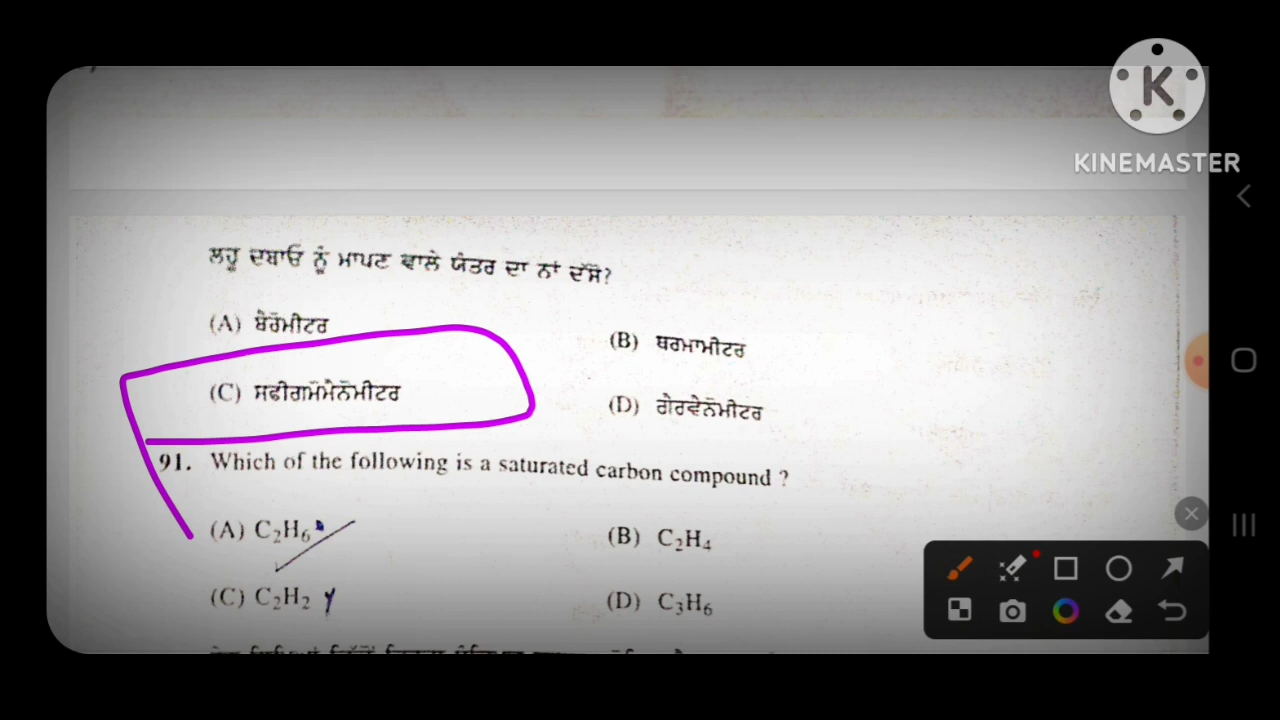 KINEMASTER
ਲਹੂ ਦਬਾਓ ਨੂੰ ਮਾਪਣ ਵਾਲੇ ਯੰਤਰ ਦਾ ਨਾਂ ਦੱਸੋ?
(A) ਬੈਰੋਮੀਟਰ
(B) ਥਰਮਾਮੀਟਰ
(C) ਸਫੀਗਮੋਮੈਨੋਮੀਟਰ
(D) ਗੈਰਵੈਨੋਮੀਟਰ
91. Which of the following is a saturated carbon compound ?
(A) C₂H₆
(B) C₂H₄
(C) C₂H₂
(D) C₃H₆